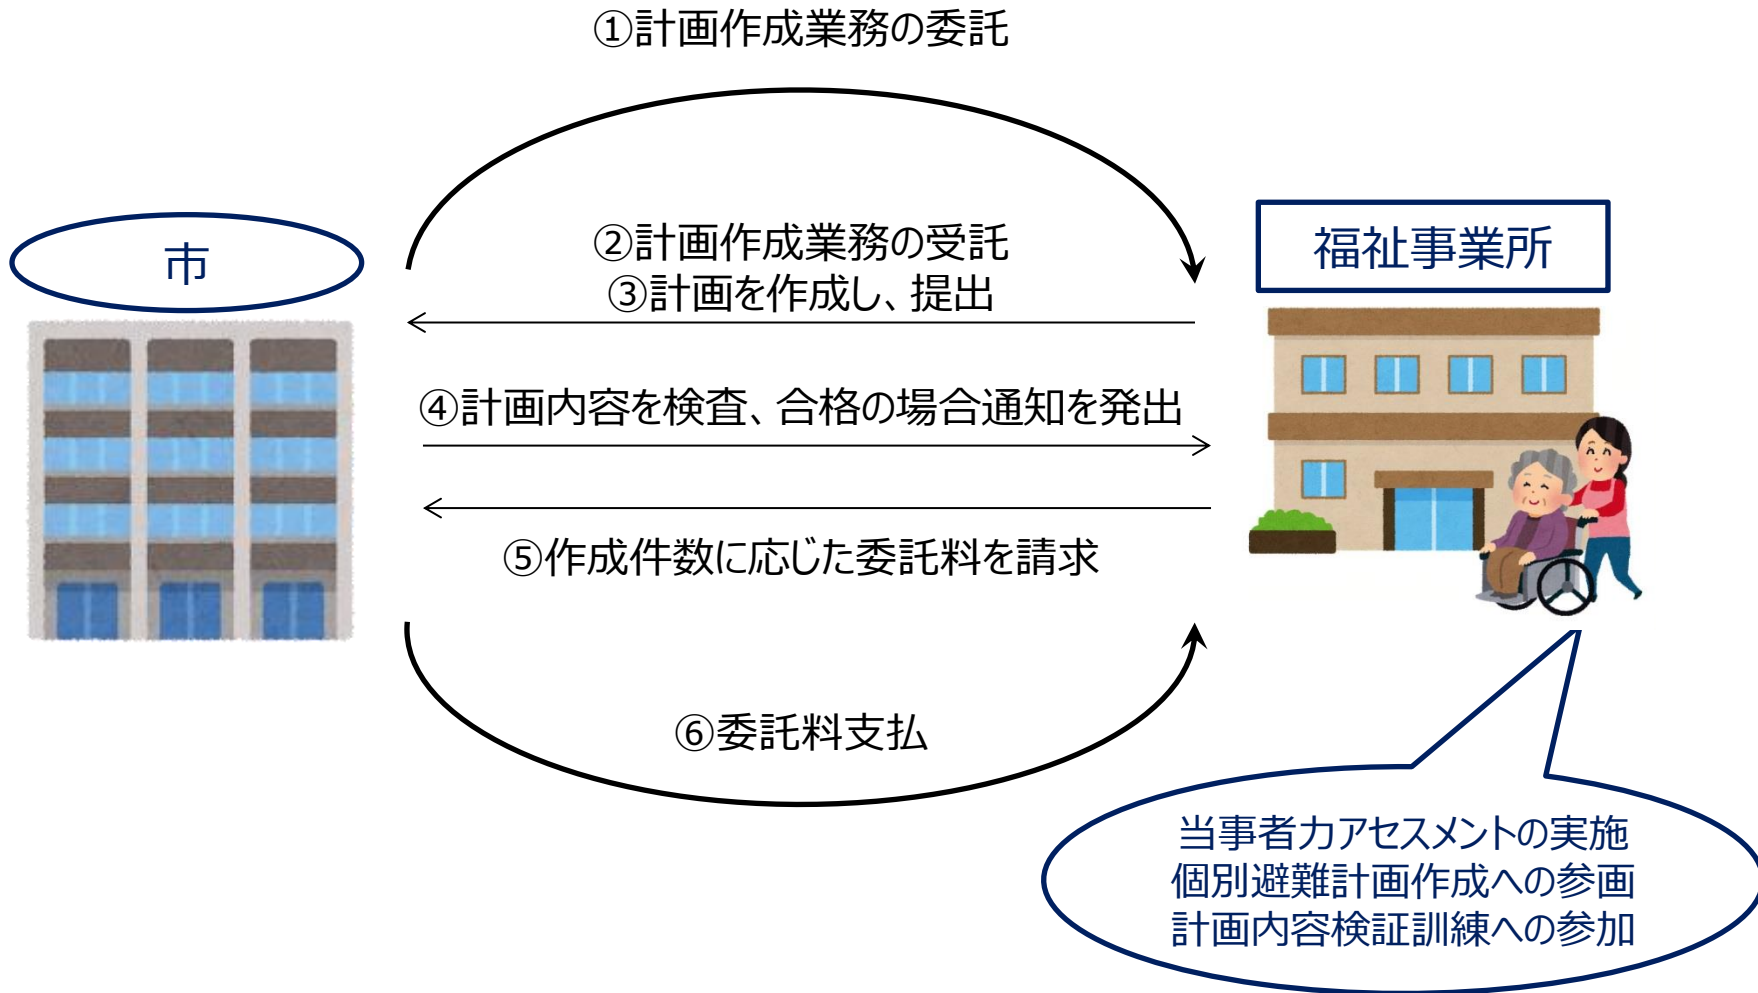 ①計画作成業務の委託
市
②計画作成業務の受託
③計画を作成し、提出
福祉事業所
④計画内容を検査、合格の場合通知を発出
⑤作成件数に応じた委託料を請求
⑥委託料支払
当事者力アセスメントの実施
個別避難計画作成への参画
計画内容検証訓練への参加